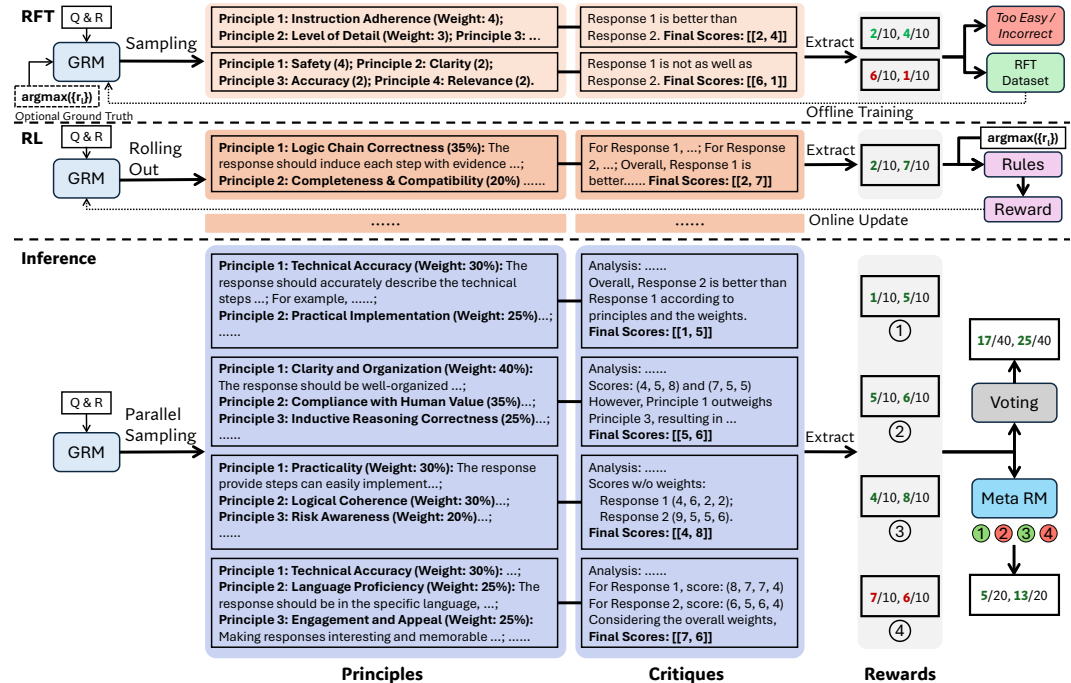 RFT
Q & R
GRM
argmax({rᵢ})
Optional Ground Truth
Sampling
Principle 1: Instruction Adherence (Weight: 4);
Principle 2: Level of Detail (Weight: 3); Principle 3: ...
Principle 1: Safety (4); Principle 2: Clarity (2);
Principle 3: Accuracy (2); Principle 4: Relevance (2).
Response 1 is better than
Response 2. Final Scores: [[2, 4]]
Response 1 is not as well as
Response 2. Final Scores: [[6, 1]]
Extract
2/10, 4/10
6/10, 1/10
Too Easy /
Incorrect
RFT
Dataset
Offline Training
RL
Q & R
GRM
Rolling
Out
Principle 1: Logic Chain Correctness (35%): The
response should induce each step with evidence ...;
Principle 2: Completeness & Compatibility (20%) ......
For Response 1, ...; For Response
2, ...; Overall, Response 1 is
better...... Final Scores: [[2, 7]]
Extract
2/10, 7/10
argmax({rᵢ})
Rules
Reward
......
......
Online Update
Inference
Q & R
GRM
Parallel
Sampling
Principle 1: Technical Accuracy (Weight: 30%): The
response should accurately describe the technical
steps ...; For example, ......;
Principle 2: Practical Implementation (Weight: 25%)...;
......
Analysis: ......
Overall, Response 2 is better than
Response 1 according to
principles and the weights.
Final Scores: [[1, 5]]
Principle 1: Clarity and Organization (Weight: 40%):
The response should be well-organized ...;
Principle 2: Compliance with Human Value (35%)...;
Principle 3: Inductive Reasoning Correctness (25%)...;
......
Analysis: ......
Scores: (4, 5, 8) and (7, 5, 5)
However, Principle 1 outweighs
Principle 3, resulting in ...
Final Scores: [[5, 6]]
Principle 1: Practicality (Weight: 30%): The response
provide steps can easily implement...;
Principle 2: Logical Coherence (Weight: 30%)...;
Principle 3: Risk Awareness (Weight: 20%)...;
......
Analysis: ......
Scores w/o weights:
Response 1 (4, 6, 2, 2);
Response 2 (9, 5, 5, 6).
Final Scores: [[4, 8]]
Principle 1: Technical Accuracy (Weight: 30%): ...;
Principle 2: Language Proficiency (Weight: 25%): The
response should be in the specific language, ...;
Principle 3: Engagement and Appeal (Weight: 25%):
Making responses interesting and memorable ...; ......
Analysis: ......
For Response 1, score: (8, 7, 7, 4)
For Response 2, score: (6, 5, 6, 4)
Considering the overall weights,
Final Scores: [[7, 6]]
Extract
1/10, 5/10
①
5/10, 6/10
②
4/10, 8/10
③
7/10, 6/10
④
17/40, 25/40
Voting
Meta RM
① ② ③ ④
5/20, 13/20
Principles
Critiques
Rewards